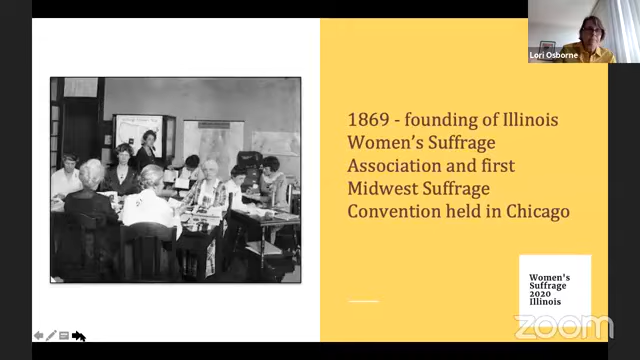 Lori Osborne
1869 - founding of Illinois
Women's Suffrage
Association and first
Midwest Suffrage
Convention held in Chicago
Women's
Suffrage
2020
Illinois
zoom